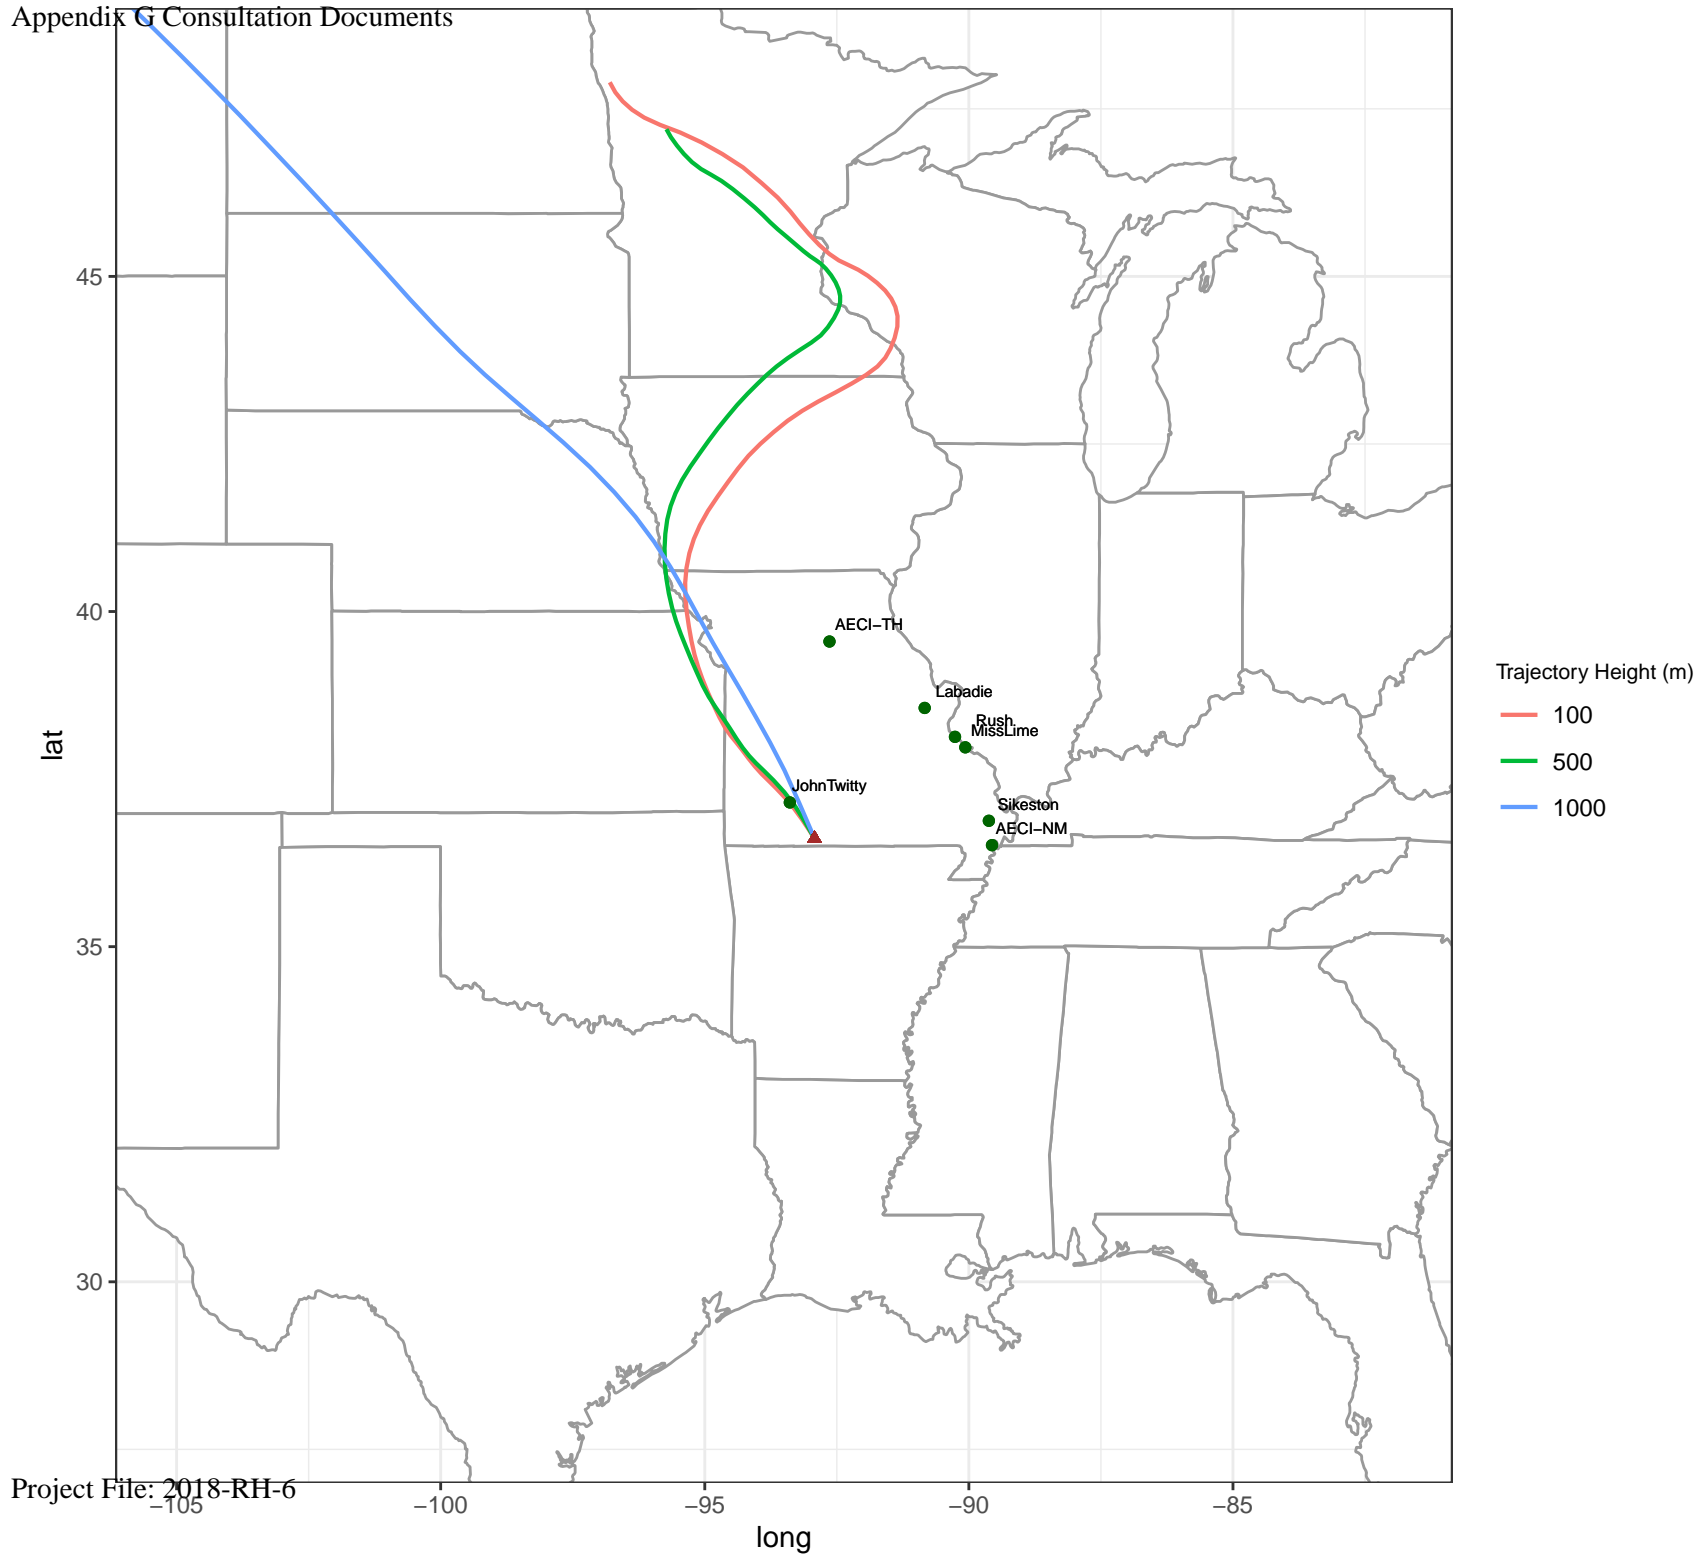 Appendix G Consultation Documents
45
40
35
30
lat
AECI−TH
Labadie
Rush
MissLime
JohnTwitty
Sikeston
AECI−NM
Trajectory Height (m)
100
500
1000
Project File: 2018-RH-6
−105
−100
−95
−90
−85
long